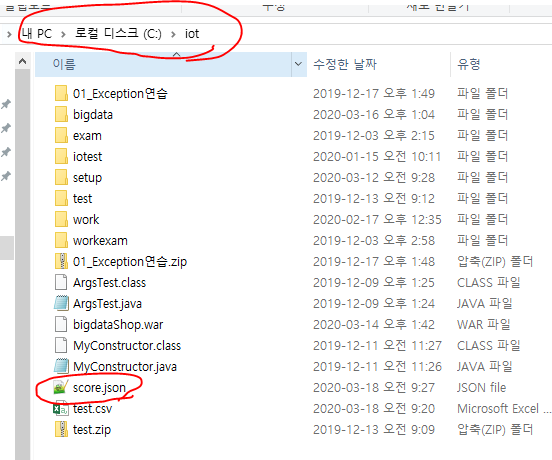 내 PC > 로컬 디스크 (C:) > iot
이름 수정한 날짜 유형
01_Exception연습 2019-12-17 오후 1:49 파일 폴더
bigdata 2020-03-16 오후 1:04 파일 폴더
exam 2019-12-03 오후 2:15 파일 폴더
iotest 2020-01-15 오전 10:11 파일 폴더
setup 2020-03-12 오전 9:28 파일 폴더
test 2019-12-13 오전 9:12 파일 폴더
work 2020-02-17 오후 12:35 파일 폴더
workexam 2019-12-03 오후 2:58 파일 폴더
01_Exception연습.zip 2019-12-17 오후 1:48 압축(ZIP) 폴더
ArgsTest.class 2019-12-09 오후 1:25 CLASS 파일
ArgsTest.java 2019-12-09 오후 1:24 JAVA 파일
bigdataShop.war 2020-03-14 오후 1:42 WAR 파일
MyConstructor.class 2019-12-11 오전 11:27 CLASS 파일
MyConstructor.java 2019-12-11 오전 11:26 JAVA 파일
score.json 2020-03-18 오전 9:27 JSON file
test.csv 2020-03-18 오전 9:20 Microsoft Excel ...
test.zip 2019-12-13 오전 9:09 압축(ZIP) 폴더